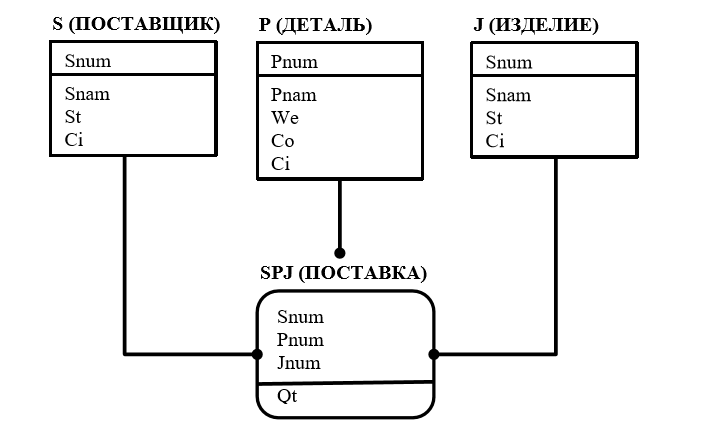 S (ПОСТАВЩИК)
Snum
Snam
St
Ci
P (ДЕТАЛЬ)
Pnum
Pnam
We
Co
Ci
J (ИЗДЕЛИЕ)
Snum
Snam
St
Ci
SPJ (ПОСТАВКА)
Snum
Pnum
Jnum
Qt